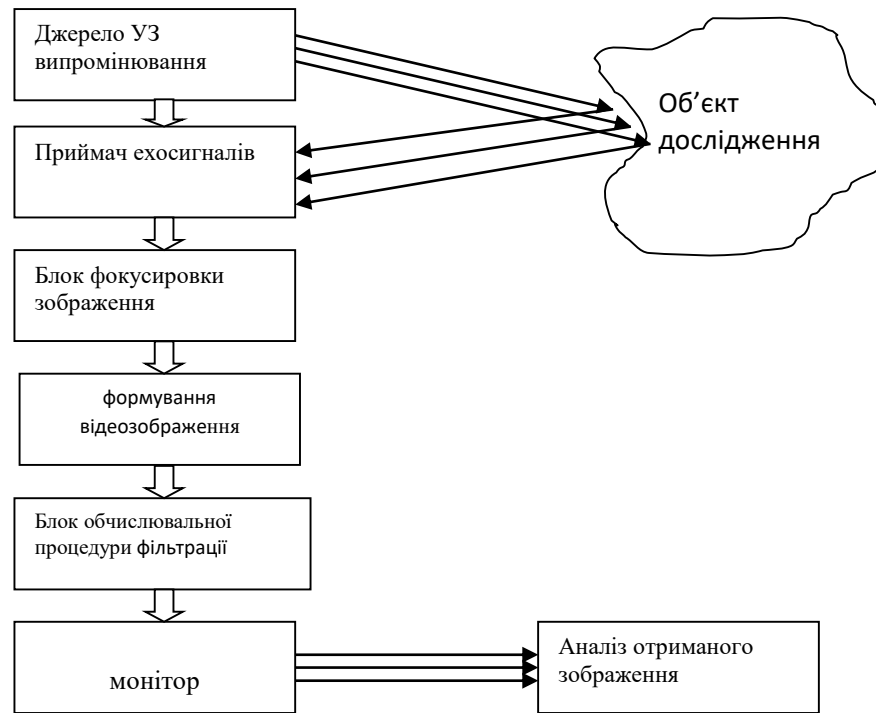 Джерело УЗ
випромінювання
Об’єкт
дослідження
Приймач ехосигналів
Блок фокусировки
зображення
формування
відеозображення
Блок обчислювальної
процедури фільтрації
монітор
Аналіз отриманого
зображення